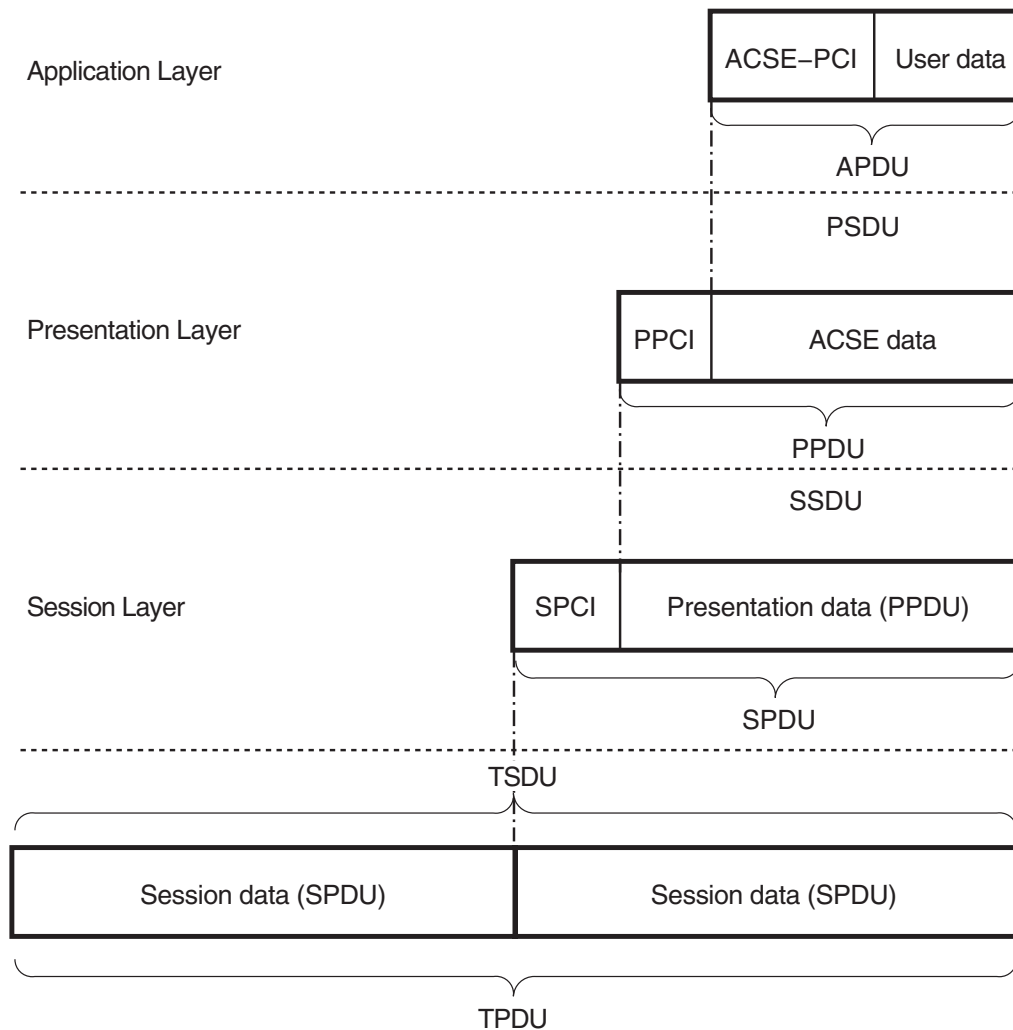 Application Layer
ACSE–PCI
User data
APDU
PSDU
Presentation Layer
PPCI
ACSE data
PPDU
SSDU
Session Layer
SPCI
Presentation data (PPDU)
SPDU
TSDU
Session data (SPDU)
Session data (SPDU)
TPDU